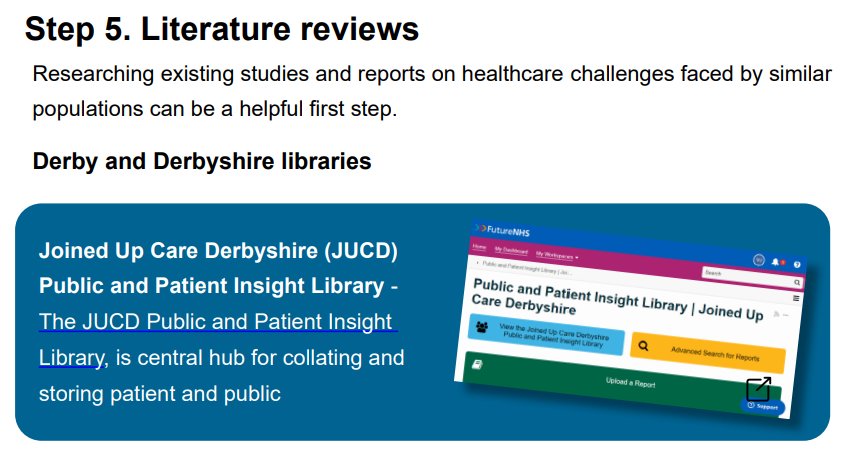 Step 5. Literature reviews
Researching existing studies and reports on healthcare challenges faced by similar
populations can be a helpful first step.
Derby and Derbyshire libraries
Joined Up Care Derbyshire (JUCD)
Public and Patient Insight Library -
The JUCD Public and Patient Insight
Library, is central hub for collating and
storing patient and public
FutureNHS
Home My Dashboard My Workspaces
Search
Public and Patient Insight Library | Joi...
Public and Patient Insight Library | Joined Up
Care Derbyshire
View the Joined Up Care Derbyshire
Public and Patient Insight Library
Advanced Search for Reports
Upload a Report
Support